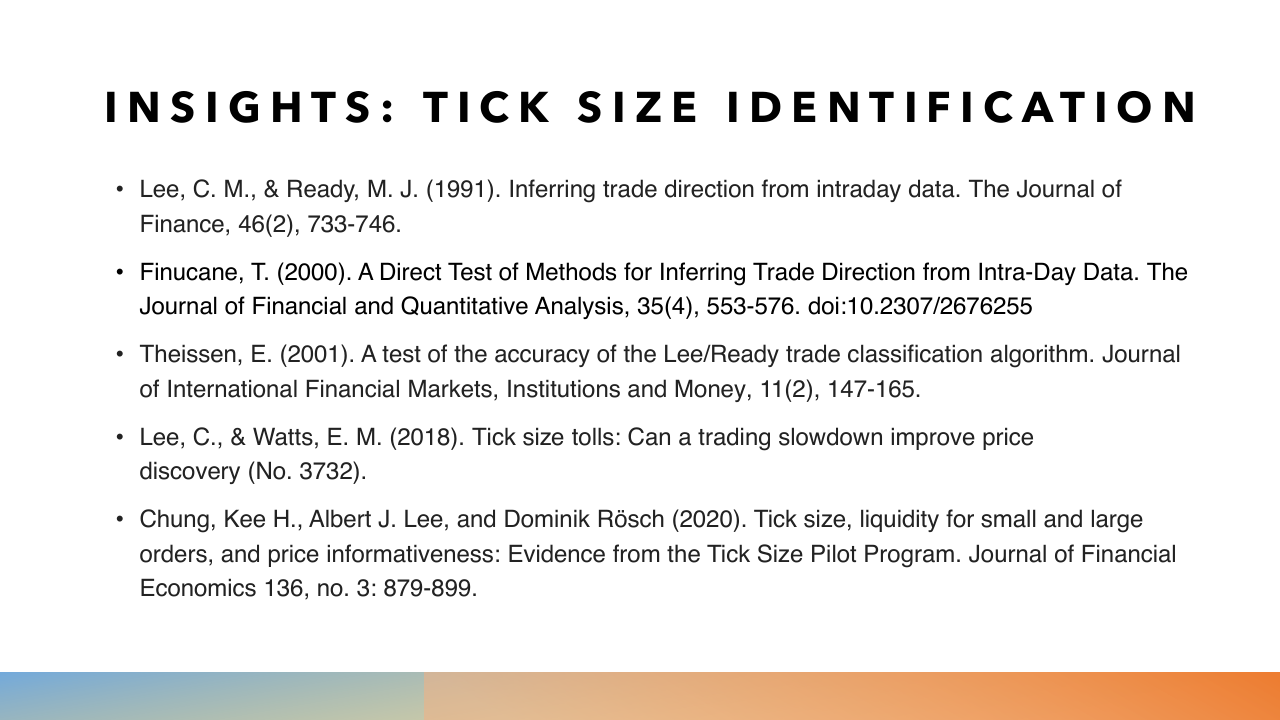 INSIGHTS: TICK SIZE IDENTIFICATION
• Lee, C. M., & Ready, M. J. (1991). Inferring trade direction from intraday data. The Journal of
Finance, 46(2), 733-746.
• Finucane, T. (2000). A Direct Test of Methods for Inferring Trade Direction from Intra-Day Data. The
Journal of Financial and Quantitative Analysis, 35(4), 553-576. doi:10.2307/2676255
• Theissen, E. (2001). A test of the accuracy of the Lee/Ready trade classification algorithm. Journal
of International Financial Markets, Institutions and Money, 11(2), 147-165.
• Lee, C., & Watts, E. M. (2018). Tick size tolls: Can a trading slowdown improve price
discovery (No. 3732).
• Chung, Kee H., Albert J. Lee, and Dominik Rösch (2020). Tick size, liquidity for small and large
orders, and price informativeness: Evidence from the Tick Size Pilot Program. Journal of Financial
Economics 136, no. 3: 879-899.